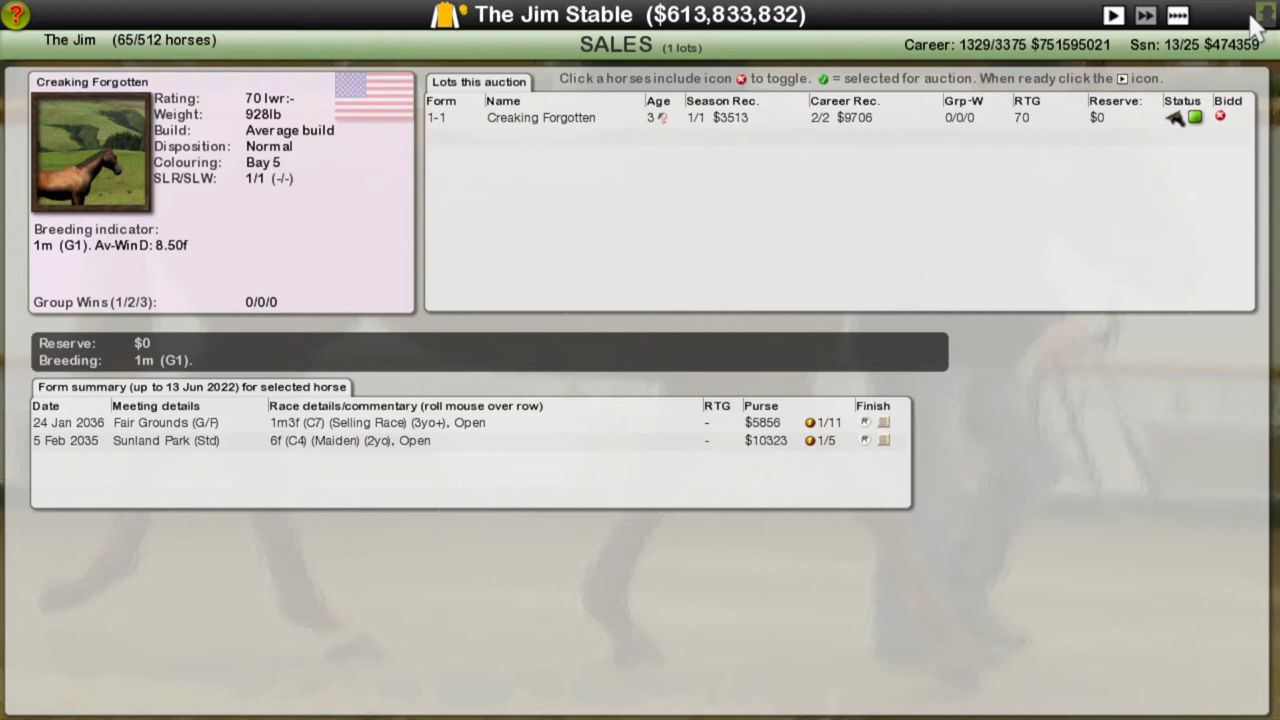 The Jim Stable ($613,833,832)
The Jim (65/512 horses)
SALES (1 lots)
Career: 1329/3375 $751595021 Ssn: 13/25 $474359
Creaking Forgotten
Rating: 70 lwr:-
Weight: 928lb
Build: Average build
Disposition: Normal
Colouring: Bay 5
SLR/SLW: 1/1 (-/-)
Breeding indicator:
1m (G1). Av-WinD: 8.50f
Group Wins (1/2/3): 0/0/0
Lots this auction
Click a horses include icon to toggle. = selected for auction. When ready click the icon.
Form Name Age Season Rec. Career Rec. Grp-W RTG Reserve: Status Bidd
1-1 Creaking Forgotten 3 1/1 $3513 2/2 $9706 0/0/0 70 $0
Reserve: $0
Breeding: 1m (G1).
Form summary (up to 13 Jun 2022) for selected horse
Date Meeting details Race details/commentary (roll mouse over row) RTG Purse Finish
24 Jan 2036 Fair Grounds (G/F) 1m3f (C7) (Selling Race) (3yo+), Open - $5856 1/11 R
5 Feb 2035 Sunland Park (Std) 6f (C4) (Maiden) (2yo), Open - $10323 1/5 R